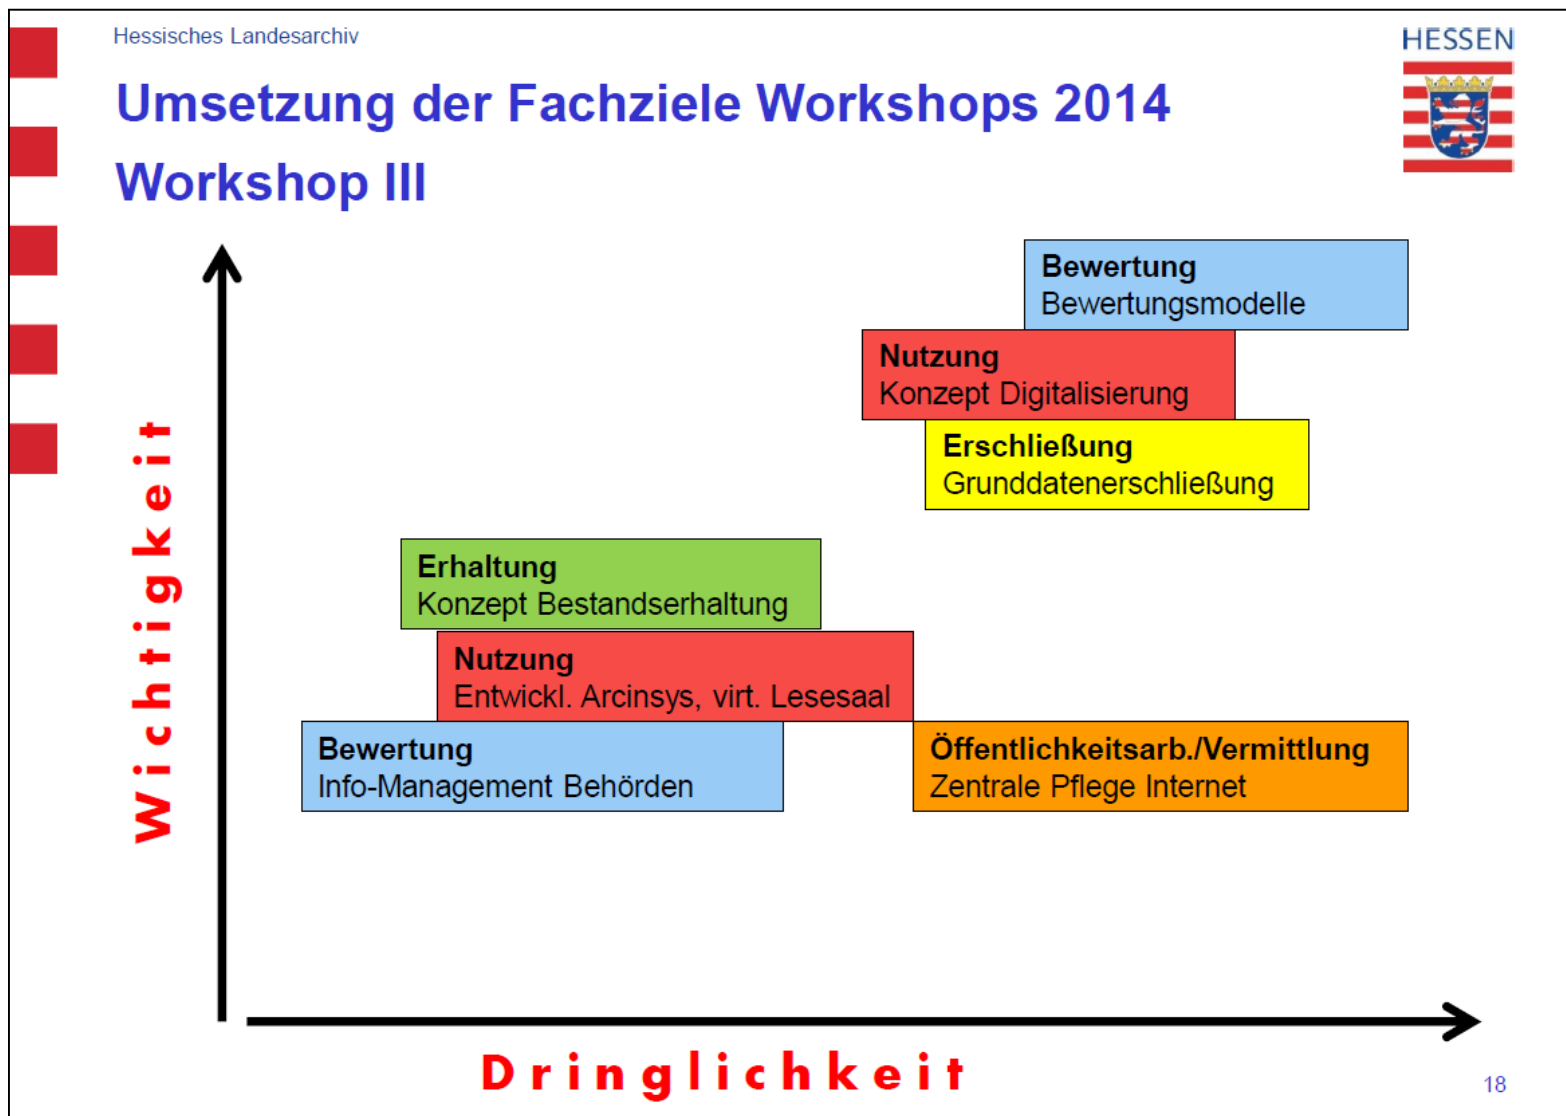 Hessisches Landesarchiv
HESSEN
Umsetzung der Fachziele Workshops 2014
Workshop III
Bewertung
Bewertungsmodelle
Nutzung
Konzept Digitalisierung
Erschließung
Grunddatenerschließung
Erhaltung
Konzept Bestandserhaltung
Nutzung
Entwickl. Arcinsys, virt. Lesesaal
Bewertung
Info-Management Behörden
Öffentlichkeitsarb./Vermittlung
Zentrale Pflege Internet
Wichtigkeit
Dringlichkeit
18